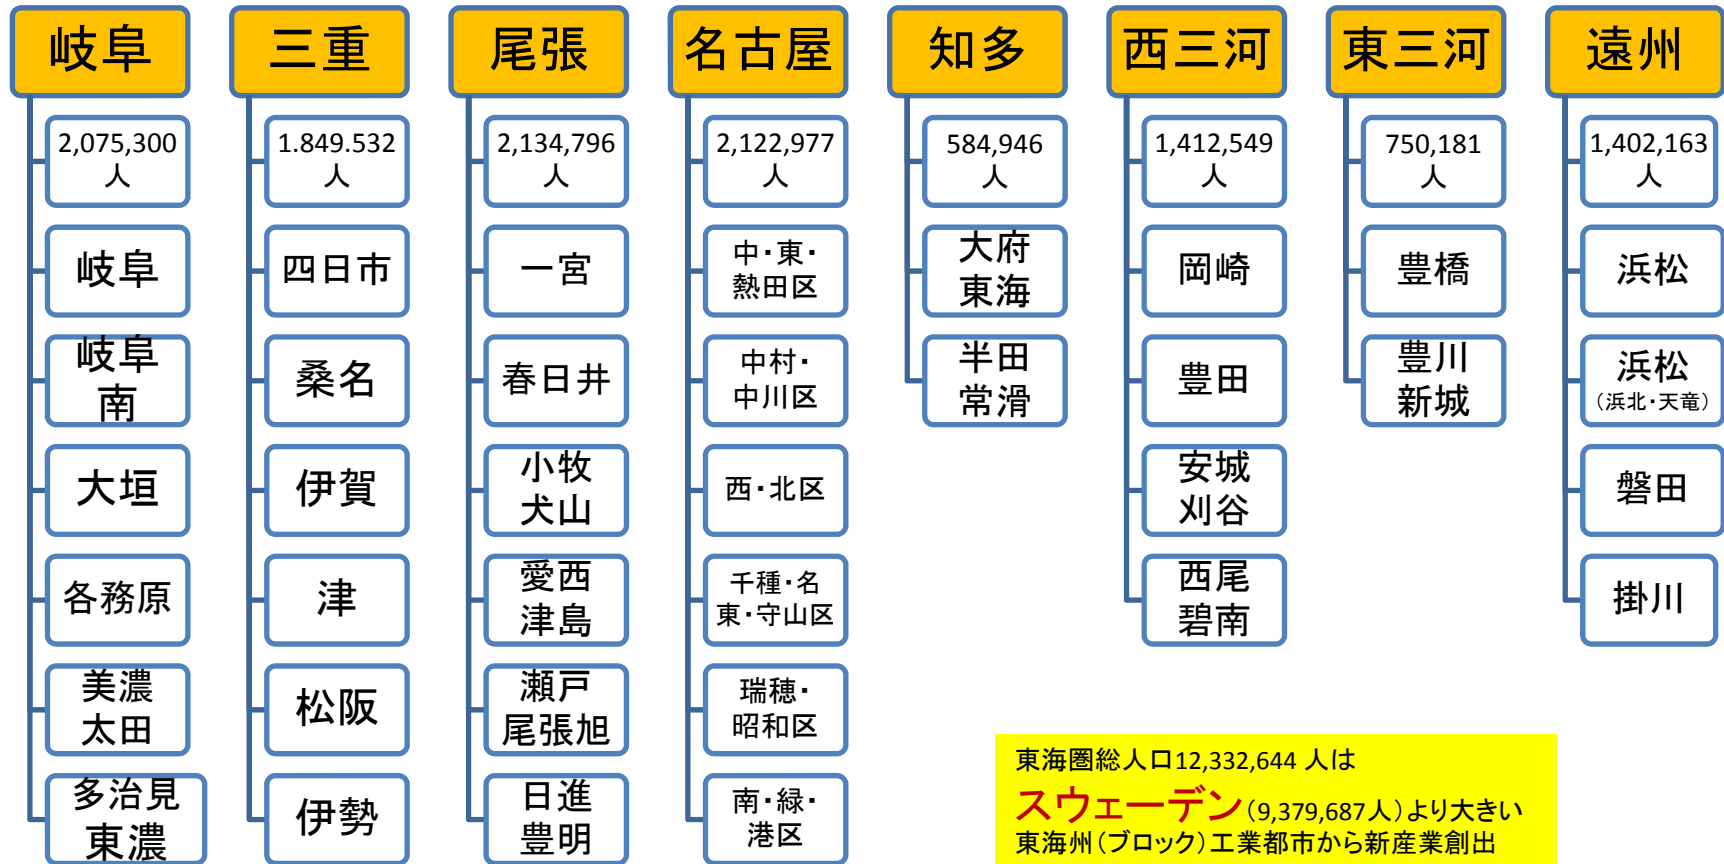 岐阜
2,075,300
人
岐阜
岐阜
南
大垣
各務原
美濃
太田
多治見
東濃
三重
1.849.532
人
四日市
桑名
伊賀
津
松阪
伊勢
尾張
2,134,796
人
一宮
春日井
小牧
犬山
愛西
津島
瀬戸
尾張旭
日進
豊明
名古屋
2,122,977
人
中・東・
熱田区
中村・
中川区
西・北区
千種・名
東・守山区
瑞穂・
昭和区
南・緑・
港区
知多
584,946
人
大府
東海
半田
常滑
西三河
1,412,549
人
岡崎
豊田
安城
刈谷
西尾
碧南
東三河
750,181
人
豊橋
豊川
新城
遠州
1,402,163
人
浜松
浜松
（浜北・天竜）
磐田
掛川
東海圏総人口12,332,644 人は
スウェーデン（9,379,687人）より大きい
東海州（ブロック）工業都市から新産業創出